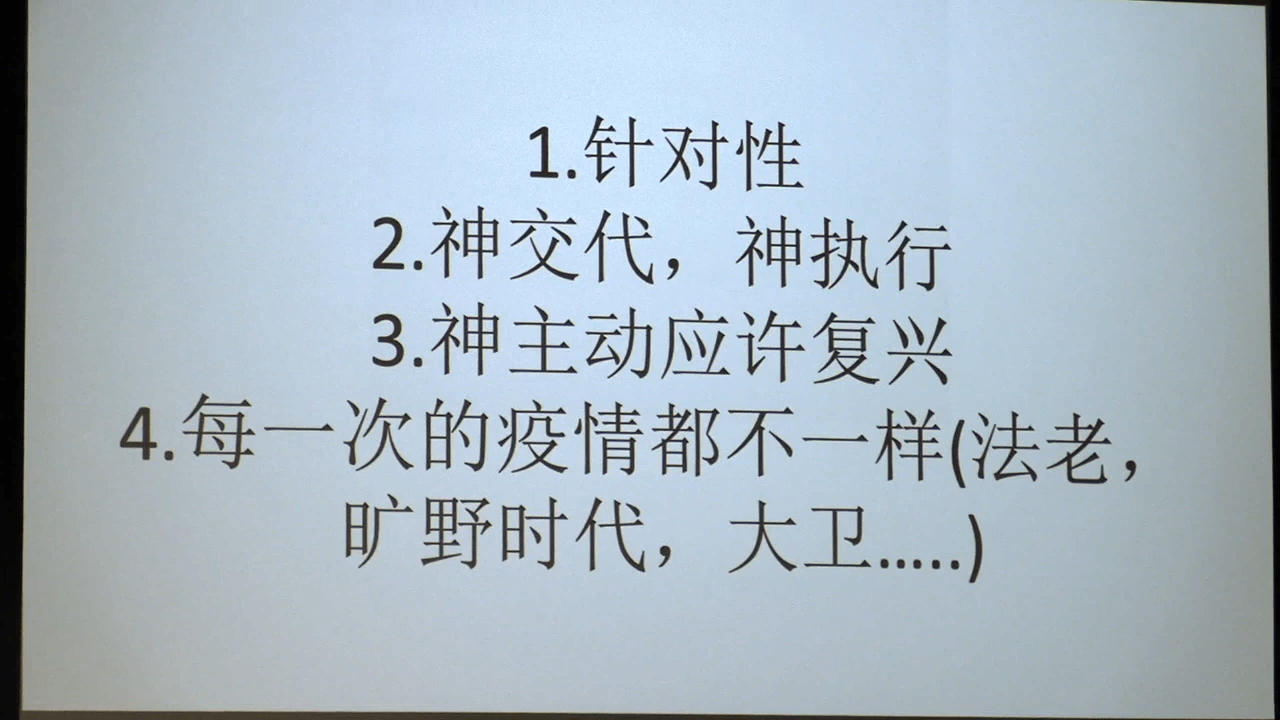 1.针对性
2.神交代，神执行
3.神主动应许复兴
4.每一次的疫情都不一样(法老，
旷野时代，大卫.....)